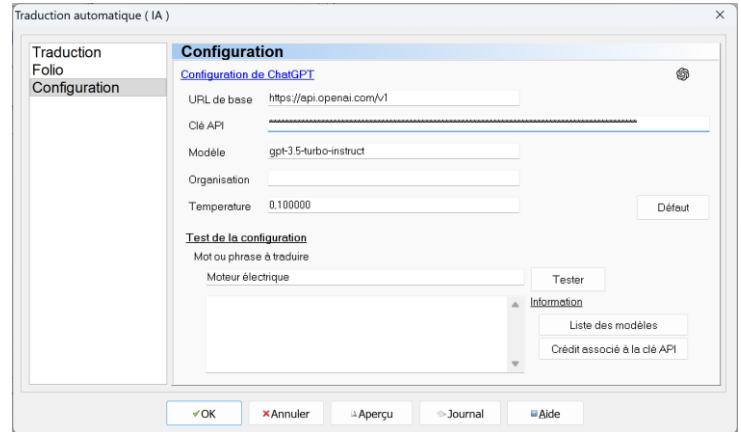 Traduction automatique ( IA )
Traduction
Folio
Configuration
Configuration
Configuration de ChatGPT
URL de base https://api.openai.com/v1
Clé API
Modèle gpt-3.5-turbo-instruct
Organisation
Temperature 0,100000 Défaut
Test de la configuration
Mot ou phrase à traduire
Moteur électrique Tester
Information
Liste des modèles
Crédit associé à la clé API
OK Annuler Aperçu Journal Aide